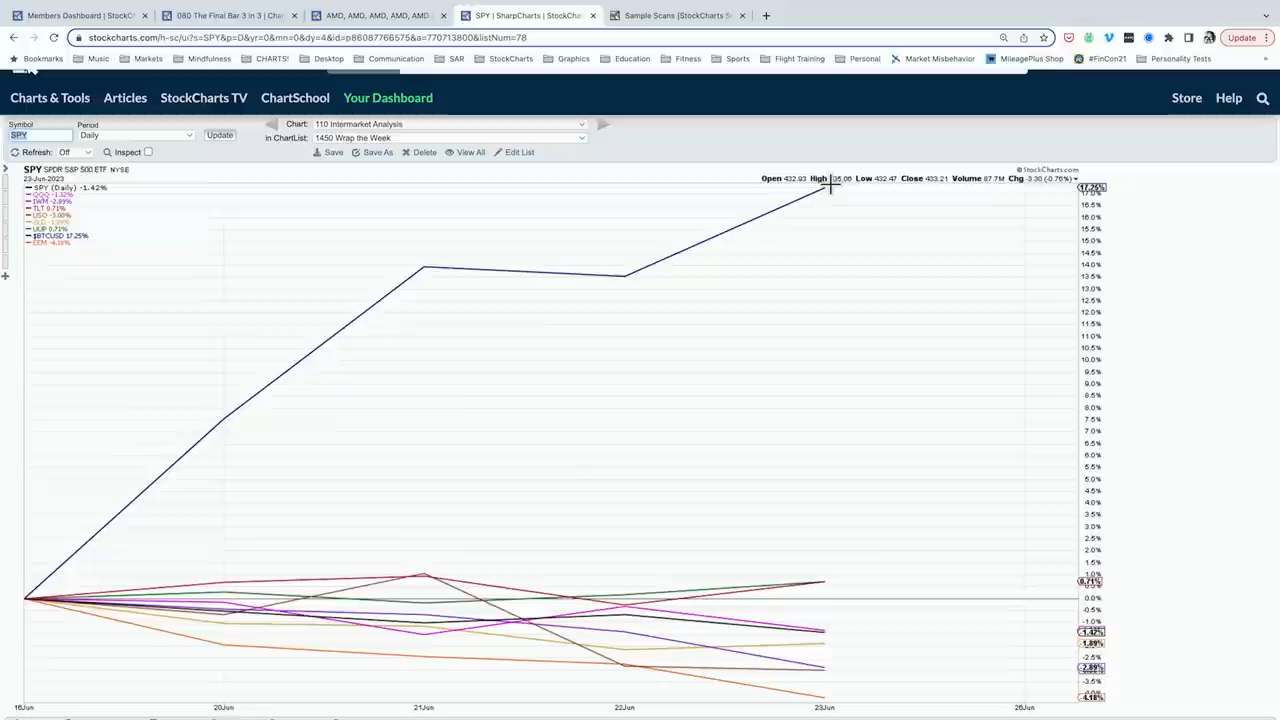 Members Dashboard | StockCh
080 The Final Bar 3 in 3 | Char
AMD, AMD, AMD, AMD, AMD |
SPY | SharpCharts | StockChar
Sample Scans [StockCharts S
stockcharts.com/h-sc/ui?s=SPY&p=D&yr=0&mn=0&dy=4&id=p86087766575&a=770713800&listNum=78
Update
Bookmarks Music Markets Mindfulness CHARTS! Desktop Communication SAR StockCharts Graphics Education Fitness Sports Flight Training Personal Market Misbehavior MileagePlus Shop #FinCon21 Personality Tests »
Charts & Tools Articles StockCharts TV ChartSchool Your Dashboard Store Help
Symbol Period Chart: 110 Intermarket Analysis
SPY Daily Update in ChartList: 1450 Wrap the Week
Refresh: Off Inspect Save Save As Delete View All Edit List
SPY SPDR S&P 500 ETF NYSE © StockCharts.com
23-Jun-2023 Open 432.93 High Low 432.47 Close 433.21 Volume 87.7M Chg -3.30 (-0.76%)
SPY (Daily) -1.42%
QQQ -1.32%
IWM -2.89%
TLT 0.71%
USO -3.00%
UUP 0.71%
$BTCUSD 17.25%
EEM -4.18%
17.25%
17.0%
16.5%
16.0%
15.5%
15.0%
14.5%
14.0%
13.5%
13.0%
12.5%
12.0%
11.5%
11.0%
10.5%
10.0%
9.5%
9.0%
8.5%
8.0%
7.5%
7.0%
6.5%
6.0%
5.5%
5.0%
4.5%
4.0%
3.5%
3.0%
2.5%
2.0%
1.5%
1.0%
0.71%
0.0%
-0.5%
-1.0%
-1.42%
-1.89%
-2.5%
-2.89%
-3.5%
-4.18%
16Jun 20Jun 21Jun 22Jun 23Jun 26Jun